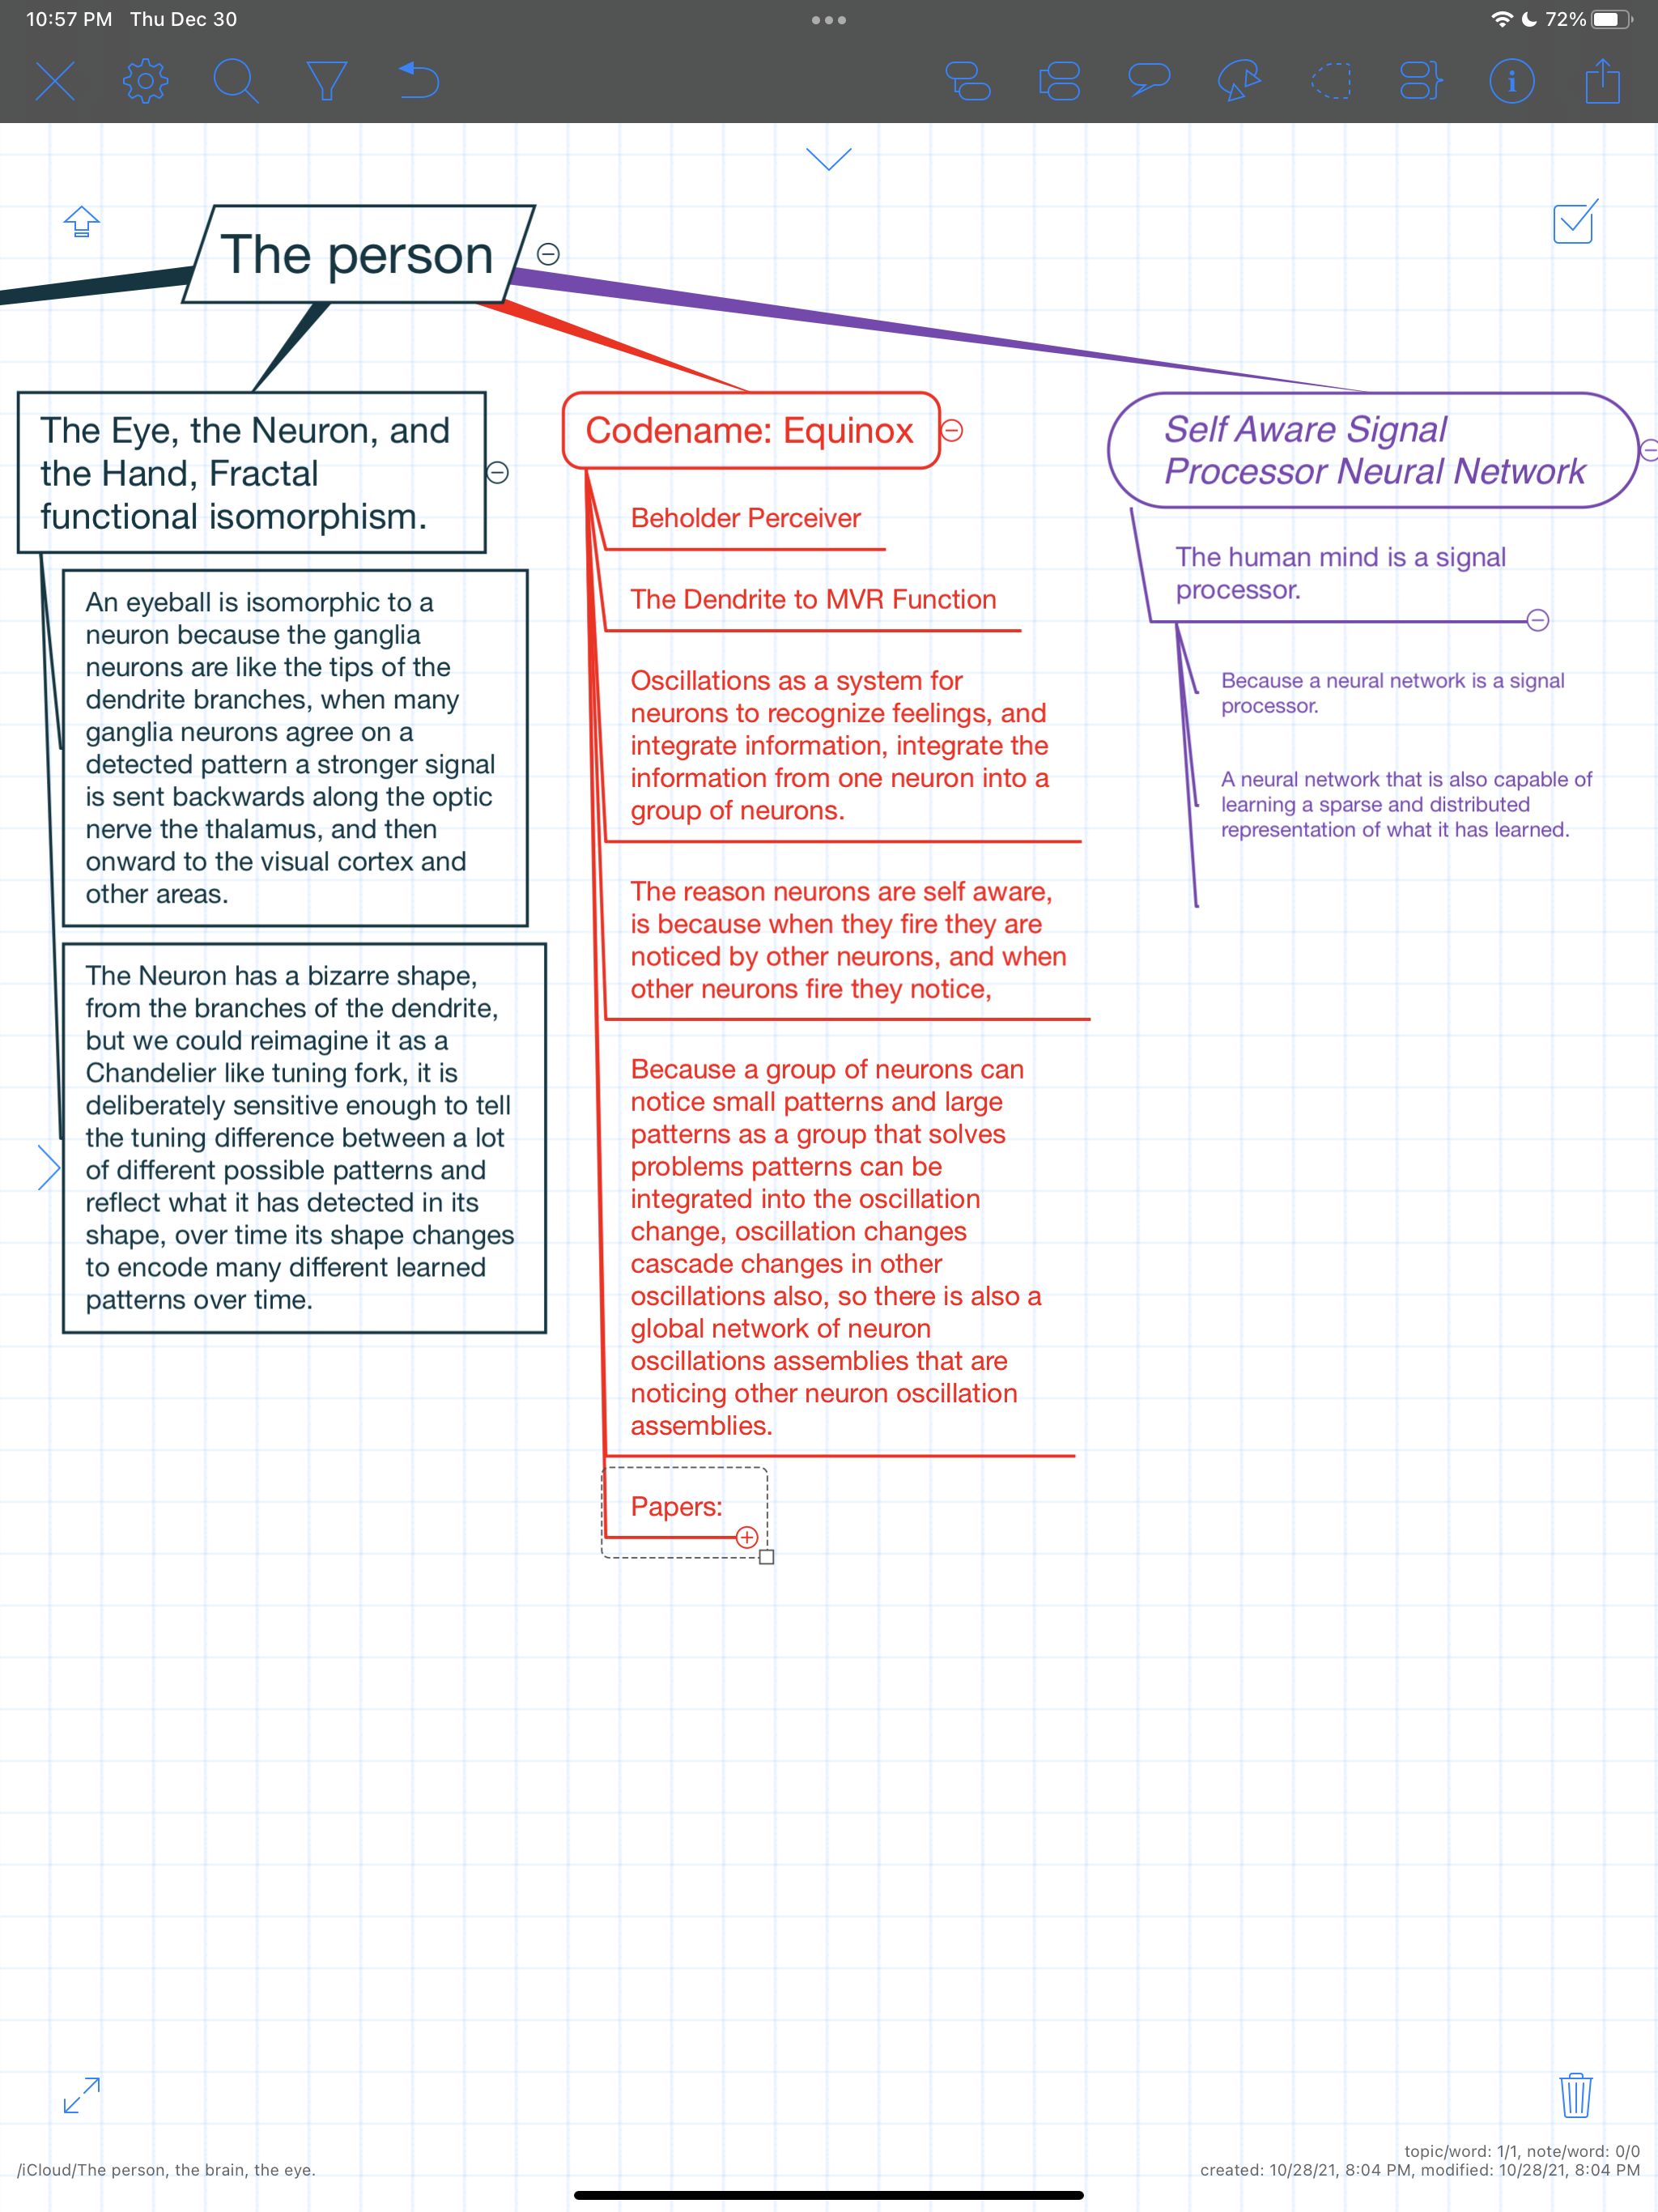 10:57 PM Thu Dec 30
72%
The person
The Eye, the Neuron, and
the Hand, Fractal
functional isomorphism.
An eyeball is isomorphic to a
neuron because the ganglia
neurons are like the tips of the
dendrite branches, when many
ganglia neurons agree on a
detected pattern a stronger signal
is sent backwards along the optic
nerve the thalamus, and then
onward to the visual cortex and
other areas.
The Neuron has a bizarre shape,
from the branches of the dendrite,
but we could reimagine it as a
Chandelier like tuning fork, it is
deliberately sensitive enough to tell
the tuning difference between a lot
of different possible patterns and
reflect what it has detected in its
shape, over time its shape changes
to encode many different learned
patterns over time.
Codename: Equinox
Beholder Perceiver
The Dendrite to MVR Function
Oscillations as a system for
neurons to recognize feelings, and
integrate information, integrate the
information from one neuron into a
group of neurons.
The reason neurons are self aware,
is because when they fire they are
noticed by other neurons, and when
other neurons fire they notice,
Because a group of neurons can
notice small patterns and large
patterns as a group that solves
problems patterns can be
integrated into the oscillation
change, oscillation changes
cascade changes in other
oscillations also, so there is also a
global network of neuron
oscillations assemblies that are
noticing other neuron oscillation
assemblies.
Papers:
Self Aware Signal
Processor Neural Network
The human mind is a signal
processor.
Because a neural network is a signal
processor.
A neural network that is also capable of
learning a sparse and distributed
representation of what it has learned.
/iCloud/The person, the brain, the eye.
topic/word: 1/1, note/word: 0/0
created: 10/28/21, 8:04 PM, modified: 10/28/21, 8:04 PM